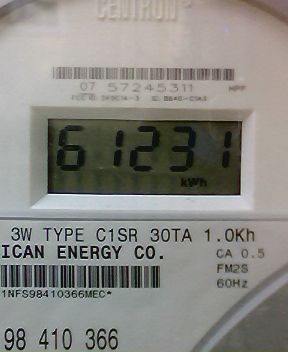 CENTRON
07 57245311
61231
kWh
3W TYPE C1SR 30TA 1.0Kh
ICAN ENERGY CO.
CA 0.5
FM2S
60Hz
1NFS98410366MEC*
98 410 366